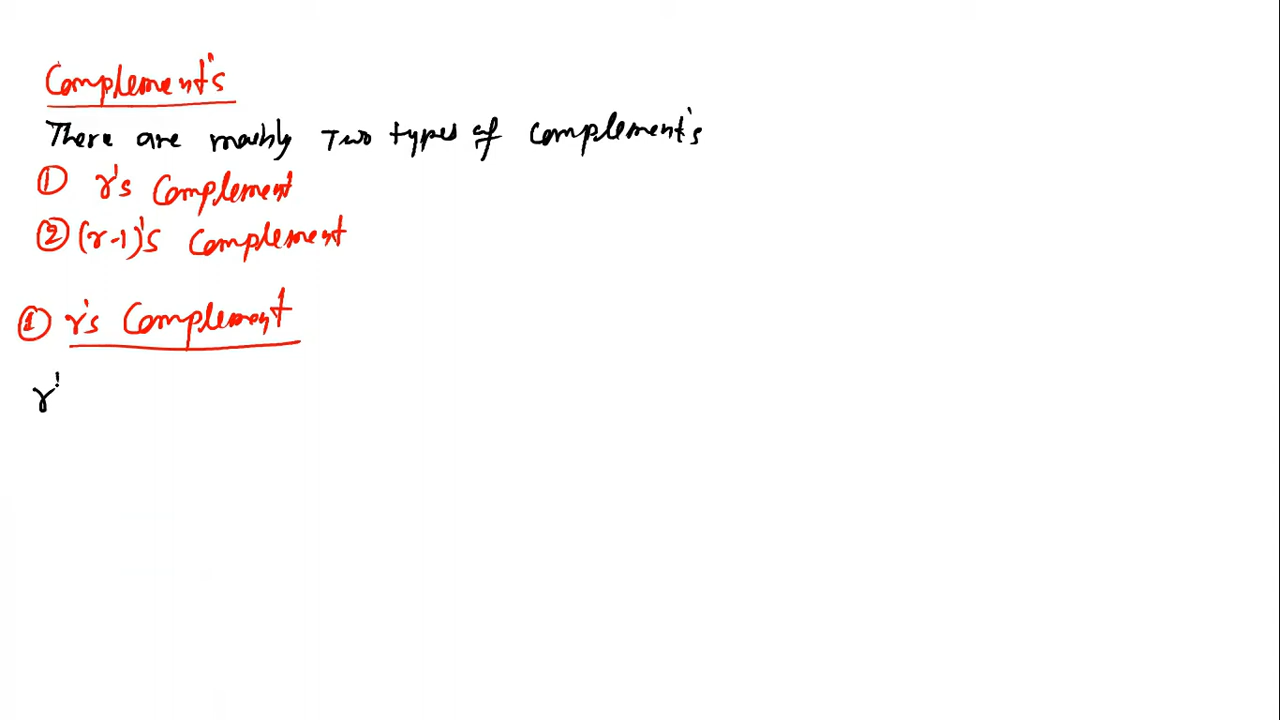 Complement's
There are mainly Two types of complement's
① r's Complement
② (r-1)'s Complement
① r's Complement
r'